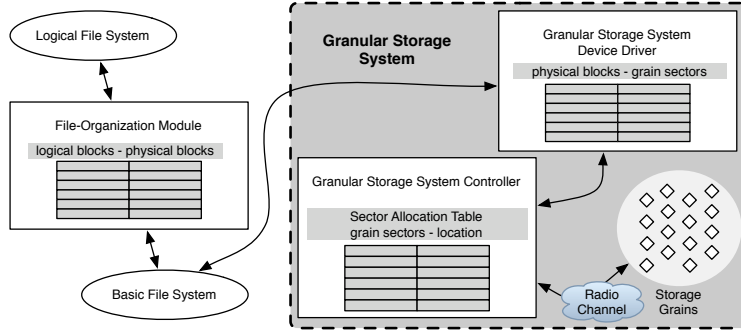 Logical File System
File-Organization Module
logical blocks - physical blocks
Basic File System
Granular Storage
System
Granular Storage System
Device Driver
physical blocks - grain sectors
Granular Storage System Controller
Sector Allocation Table
grain sectors - location
Radio
Channel
Storage
Grains